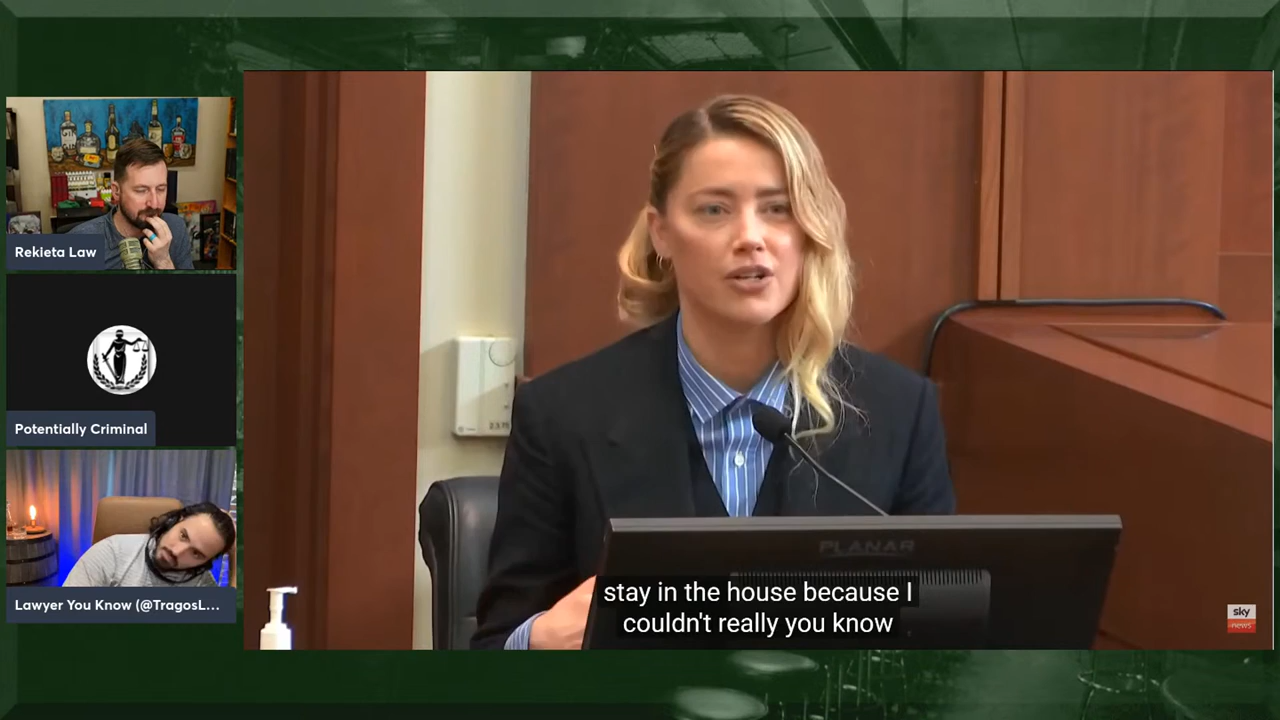 Rekieta Law
Potentially Criminal
Lawyer You Know (@TragosL...
PLANAR
stay in the house because I
couldn't really you know
sky
news